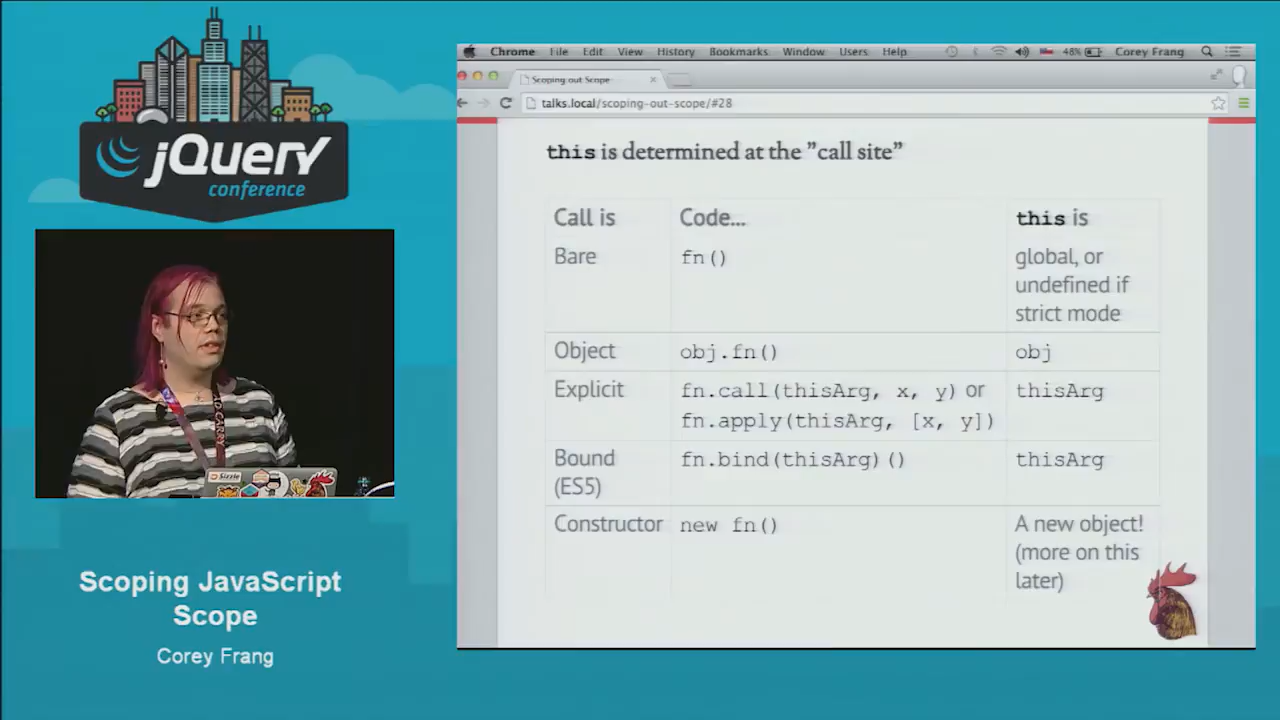 jQuery
conference
Chrome File Edit View History Bookmarks Window Users Help 48% Corey Frang
Scoping out Scope
talks.local/scoping-out-scope/#28
this is determined at the ”call site”
Call is Code... this is
Bare fn() global, or
undefined if
strict mode
Object obj.fn() obj
Explicit fn.call(thisArg, x, y) or thisArg
fn.apply(thisArg, [x, y])
Bound fn.bind(thisArg)() thisArg
(ES5)
Constructor new fn() A new object!
(more on this
later)
Sizzle
Scoping JavaScript
Scope
Corey Frang